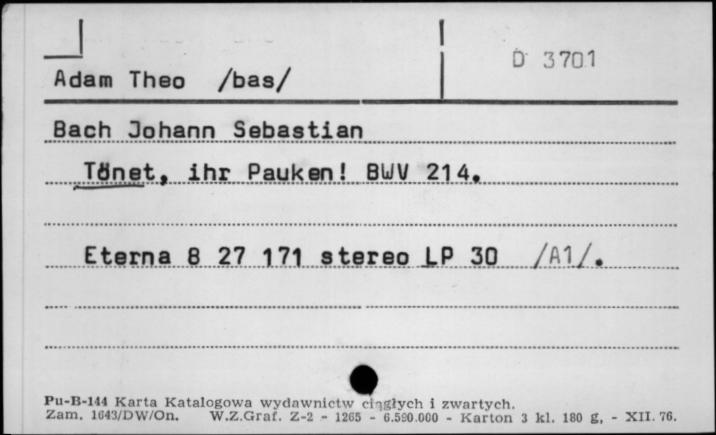 D 3701
Adam Theo /bas/
Bach Johann Sebastian
Tönet, ihr Pauken! BWV 214.
Eterna 8 27 171 stereo LP 30 /A1/.
Pu-B-144 Karta Katalogowa wydawnictw ciągłych i zwartych.
Zam. 1643/DW/On. W.Z.Graf. Z-2 - 1265 - 6.590.000 - Karton 3 kl. 180 g, - XII. 76.